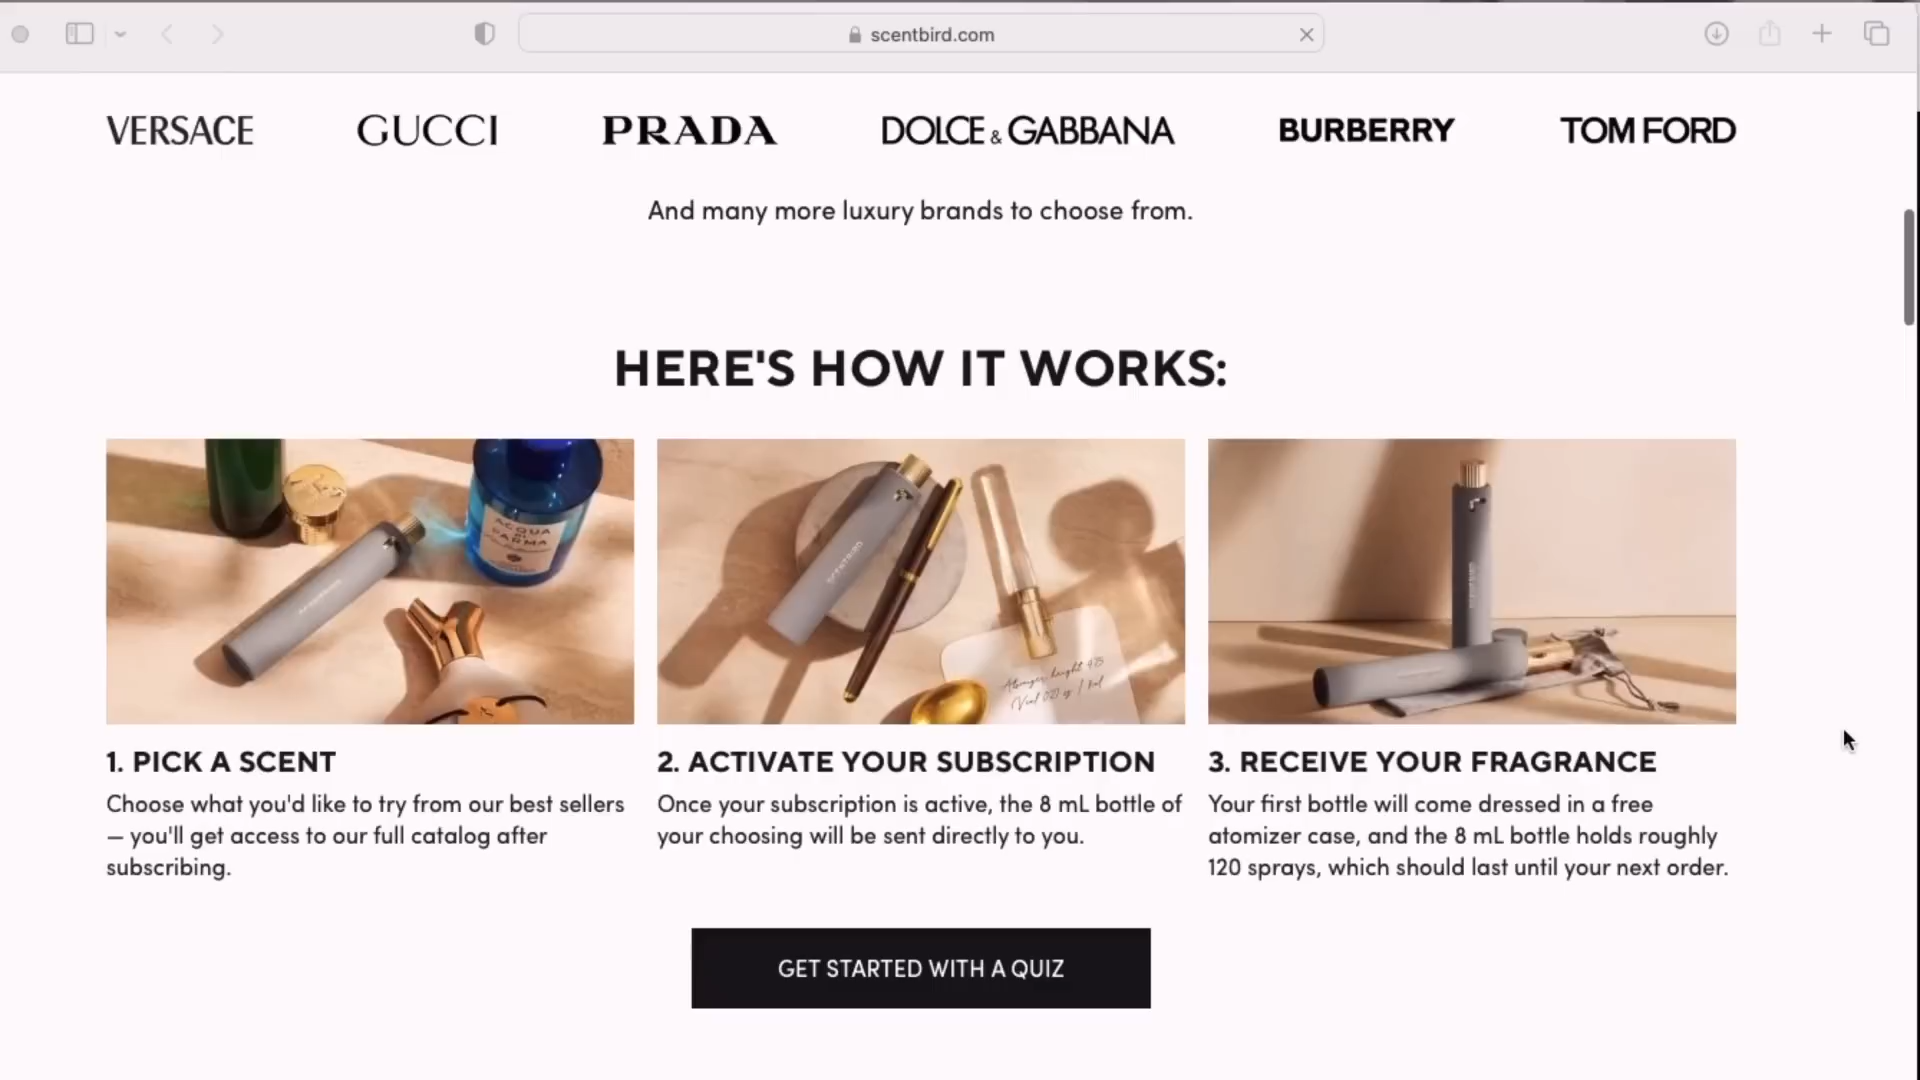 scentbird.com
VERSACE
GUCCI
PRADA
DOLCE & GABBANA
BURBERRY
TOM FORD
And many more luxury brands to choose from.
HERE'S HOW IT WORKS:
ACQUA
DI
PARMA
SCENTBIRD
1. PICK A SCENT
Choose what you'd like to try from our best sellers
— you'll get access to our full catalog after
subscribing.
2. ACTIVATE YOUR SUBSCRIPTION
Once your subscription is active, the 8 mL bottle of
your choosing will be sent directly to you.
3. RECEIVE YOUR FRAGRANCE
Your first bottle will come dressed in a free
atomizer case, and the 8 mL bottle holds roughly
120 sprays, which should last until your next order.
GET STARTED WITH A QUIZ